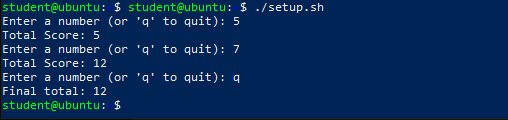 student@ubuntu: $ student@ubuntu: $ ./setup.sh
Enter a number (or 'q' to quit): 5
Total Score: 5
Enter a number (or 'q' to quit): 7
Total Score: 12
Enter a number (or 'q' to quit): q
Final total: 12
student@ubuntu: $